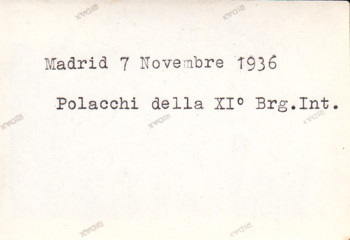 Madrid 7 Novembre 1936
Polacchi della XI° Brg.Int.